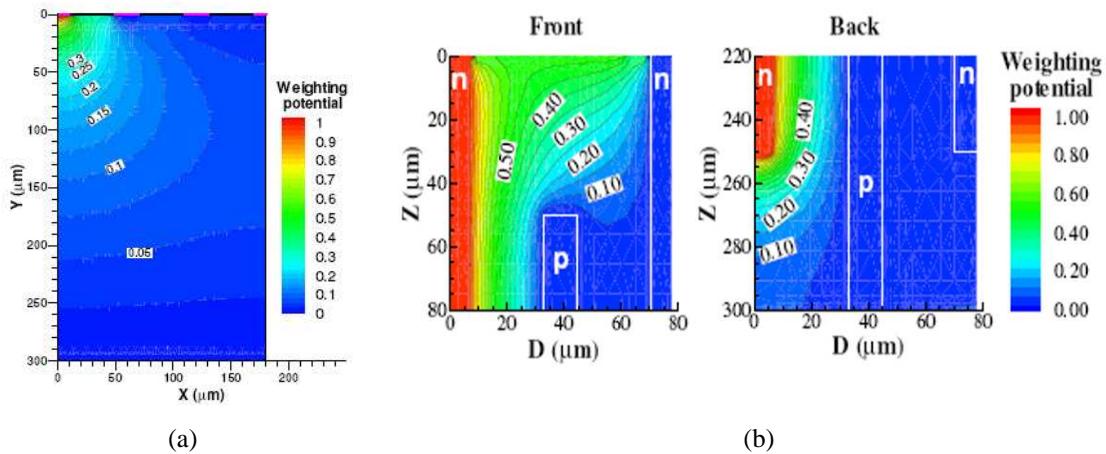 Front
Back
0
50
100
150
200
250
300
Y (μm)
0.3
0.25
0.2
0.15
0.1
0.05
0 50 100 150 200
X (μm)
Weighting
potential
1
0.9
0.8
0.7
0.6
0.5
0.4
0.3
0.2
0.1
0
0
20
40
60
80
Z (μm)
n
n
p
0.50
0.40
0.30
0.20
0.10
0 20 40 60 80
D (μm)
220
240
260
280
300
Z (μm)
n
n
p
0.40
0.30
0.20
0.10
0 20 40 60 80
D (μm)
Weighting
potential
1.00
0.80
0.60
0.40
0.20
0.00
(a)
(b)